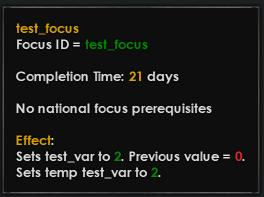 test_focus
Focus ID = test_focus
Completion Time: 21 days
No national focus prerequisites
Effect:
Sets test_var to 2. Previous value = 0.
Sets temp test_var to 2.